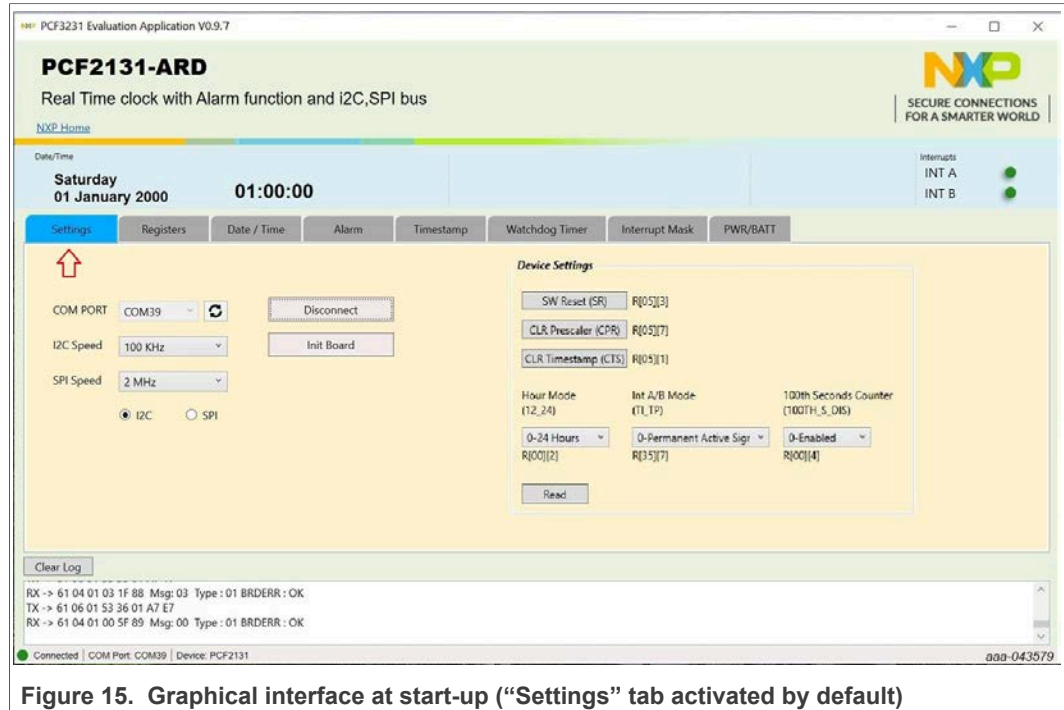 PCF3231 Evaluation Application V0.9.7
PCF2131-ARD
Real Time clock with Alarm function and i2C,SPI bus
NXP Home
NXP
SECURE CONNECTIONS
FOR A SMARTER WORLD
Date/Time
Saturday
01 January 2000
01:00:00
Interrupts
INT A
INT B
Settings Registers Date / Time Alarm Timestamp Watchdog Timer Interrupt Mask PWR/BATT
COM PORT COM39 Disconnect
I2C Speed 100 KHz Init Board
SPI Speed 2 MHz
I2C SPI
Device Settings
SW Reset (SR) R[05][3]
CLR Prescaler (CPR) R[05][7]
CLR Timestamp (CTS) R[05][1]
Hour Mode Int A/B Mode 100th Seconds Counter
(12_24) (TI_TP) (100TH_S_DIS)
0-24 Hours 0-Permanent Active Sigr 0-Enabled
R[00][2] R[35][7] R[00][4]
Read
Clear Log
RX -> 61 04 01 03 1F 88 Msg: 03 Type : 01 BRDERR : OK
TX -> 61 06 01 53 36 01 A7 E7
RX -> 61 04 01 00 5F 89 Msg: 00 Type : 01 BRDERR : OK
Connected COM Port: COM39 Device: PCF2131
aaa-043579
Figure 15. Graphical interface at start-up (“Settings” tab activated by default)